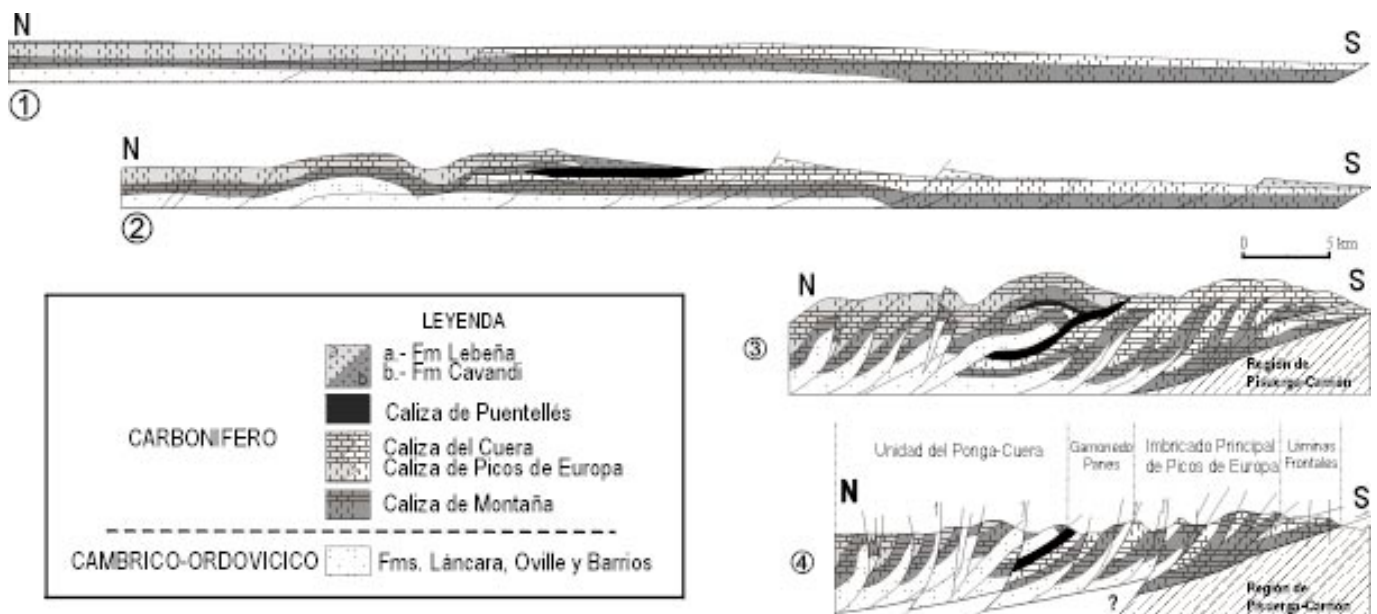 N
S
①
N
S
②
0 5 km
N
S
③
Región de
Pisuerga-Carrión
LEYENDA
a.- Fm Lebeña
b.- Fm Cavandi
b
Caliza de Puentellés
CARBONIFERO
Caliza del Cuera
Caliza de Picos de Europa
Caliza de Montaña
CAMBRICO-ORDOVICICO
Fms. Láncara, Oville y Barrios
Unidad del Ponga-Cuera
Gamonedo
Panes
Imbricado Principal
de Picos de Europa
Láminas
Frontales
N
S
④
?
Región de
Pisuerga-Carrión